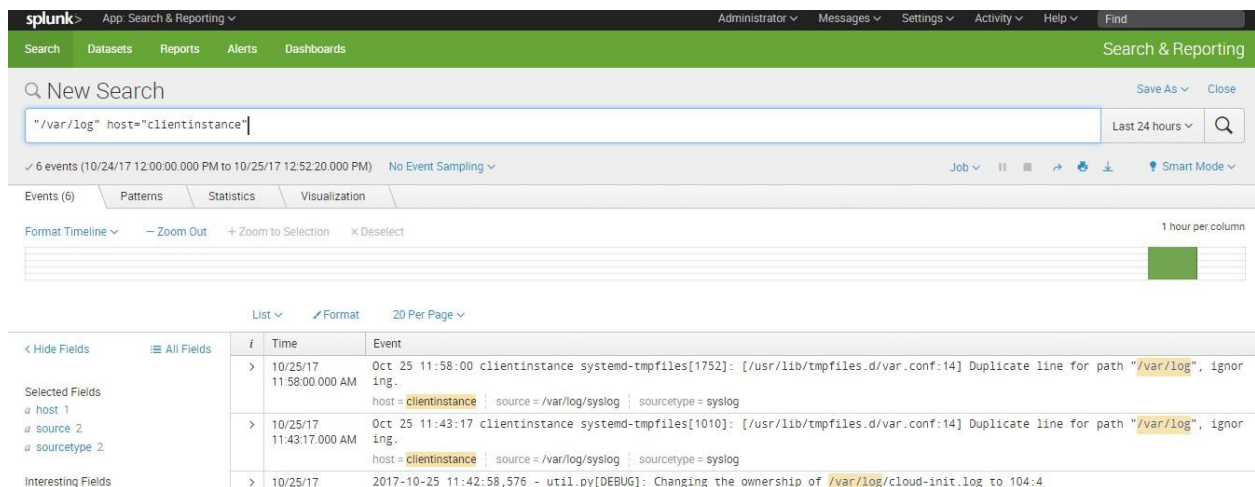 splunk> App: Search & Reporting Administrator Messages Settings Activity Help Find
Search Datasets Reports Alerts Dashboards Search & Reporting
New Search Save As Close
"/var/log" host="clientinstance" Last 24 hours
✓ 6 events (10/24/17 12:00:00.000 PM to 10/25/17 12:52:20.000 PM) No Event Sampling Job Smart Mode
Events (6) Patterns Statistics Visualization
Format Timeline — Zoom Out + Zoom to Selection × Deselect 1 hour per column
List Format 20 Per Page
< Hide Fields All Fields i Time Event
> 10/25/17 Oct 25 11:58:00 clientinstance systemd-tmpfiles[1752]: [/usr/lib/tmpfiles.d/var.conf:14] Duplicate line for path "/var/log", ignor
11:58:00.000 AM ing.
Selected Fields
host = clientinstance source = /var/log/syslog sourcetype = syslog
a host 1
a source 2 > 10/25/17 Oct 25 11:43:17 clientinstance systemd-tmpfiles[1010]: [/usr/lib/tmpfiles.d/var.conf:14] Duplicate line for path "/var/log", ignor
a sourcetype 2 11:43:17.000 AM ing.
host = clientinstance source = /var/log/syslog sourcetype = syslog
Interesting Fields > 10/25/17 2017-10-25 11:42:58,576 - util.py[DEBUG]: Changing the ownership of /var/log/cloud-init.log to 104:4